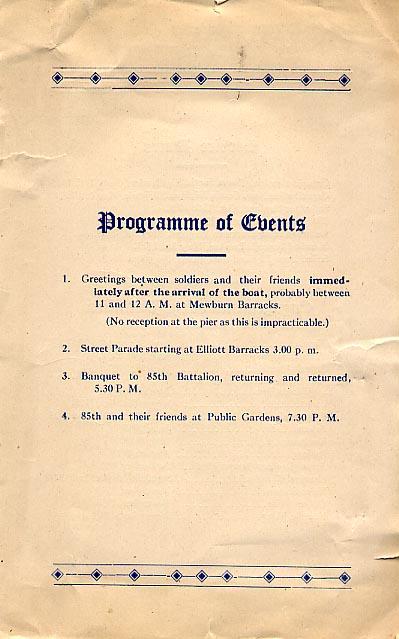 Programme of Events
1. Greetings between soldiers and their friends immed-
iately after the arrival of the boat, probably between
11 and 12 A. M. at Mewburn Barracks.
(No reception at the pier as this is impracticable.)
2. Street Parade starting at Elliott Barracks 3.00 p. m.
3. Banquet to 85th Battalion, returning and returned,
5.30 P. M.
4. 85th and their friends at Public Gardens, 7.30 P. M.